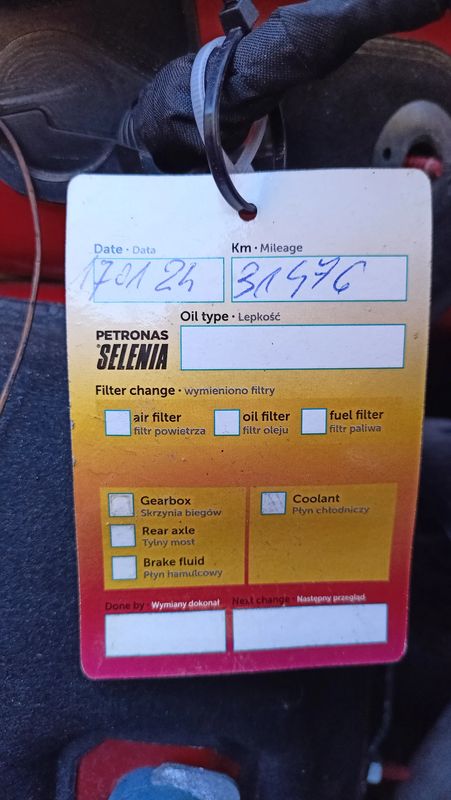 Date · Data Km · Mileage
17 01 24 31 476
Oil type · Lepkość
PETRONAS
SELENIA
Filter change · wymieniono filtry
air filter oil filter fuel filter
filtr powietrza filtr oleju filtr paliwa
Gearbox Coolant
Skrzynia biegów Płyn chłodniczy
Rear axle
Tylny most
Brake fluid
Płyn hamulcowy
Done by · Wymiany dokonał Next change · Następny przegląd